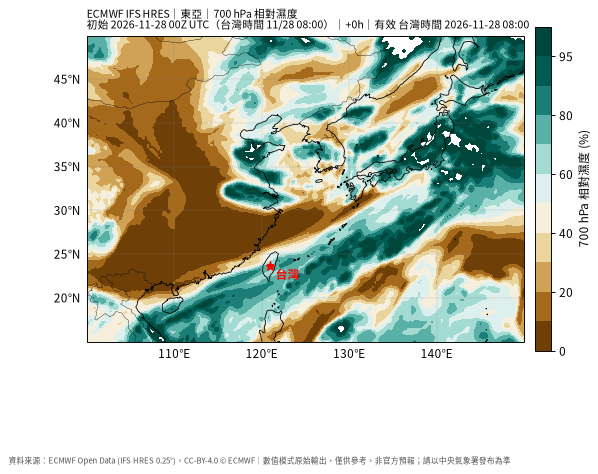 ECMWF IFS HRES｜東亞｜700 hPa 相對濕度
初始 2026-11-28 00Z UTC（台灣時間 11/28 08:00）｜+0h｜有效 台灣時間 2026-11-28 08:00
45°N
40°N
35°N
30°N
25°N
20°N
110°E
120°E
130°E
140°E
台灣
95
80
60
40
20
0
700 hPa 相對濕度 (%)
資料來源：ECMWF Open Data (IFS HRES 0.25°)，CC-BY-4.0 © ECMWF｜數值模式原始輸出，僅供參考，非官方預報；請以中央氣象署發布為準